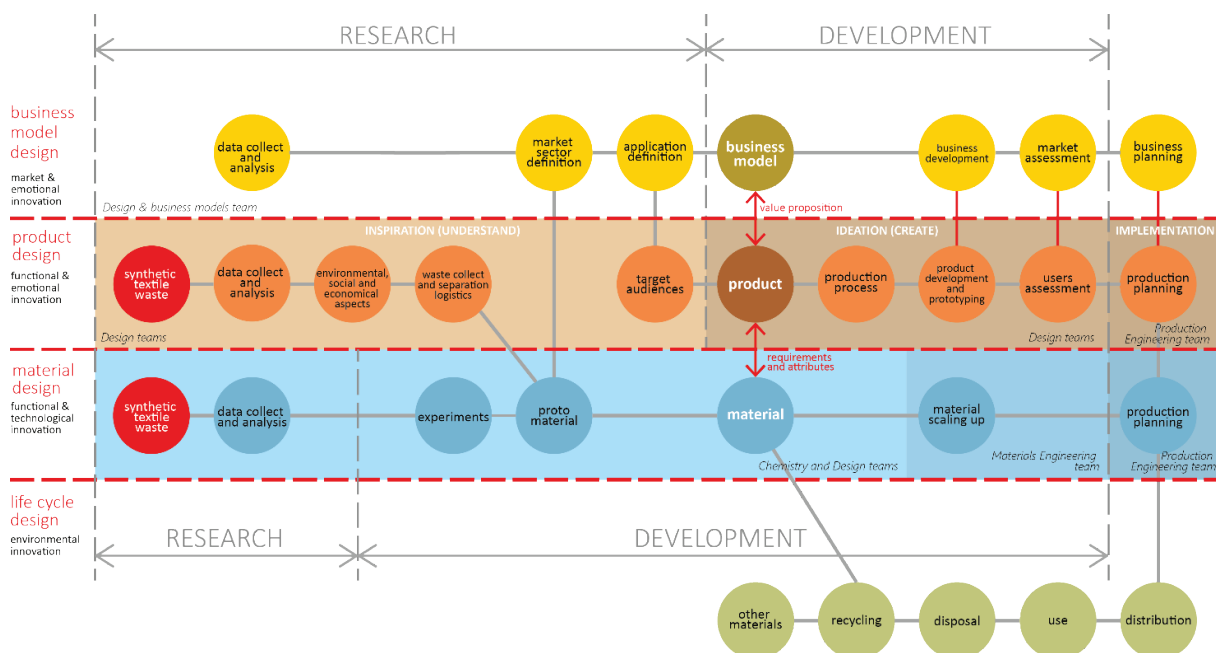 RESEARCH
DEVELOPMENT
business
model
design
market &
emotional
innovation
data collect
and
analysis
market
sector
definition
application
definition
business
model
business
development
market
assessment
business
planning
Design & business models team
value proposition
product
design
functional &
emotional
innovation
INSPIRATION (UNDERSTAND)
IDEATION (CREATE)
IMPLEMENTATION
synthetic
textile
waste
data collect
and
analysis
environmental,
social and
economical
aspects
waste collect
and separation
logistics
target
audiences
product
production
process
product
development
and
prototyping
users
assessment
production
planning
Design teams
Design teams
Production
Engineering team
requirements
and attributes
material
design
functional &
technological
innovation
synthetic
textile
waste
data collect
and analysis
experiments
proto
material
material
material
scaling up
production
planning
Chemistry and Design teams
Materials Engineering
team
Production
Engineering team
life cycle
design
environment
innovation
RESEARCH
DEVELOPMENT
other
materials
recycling
disposal
use
distribution